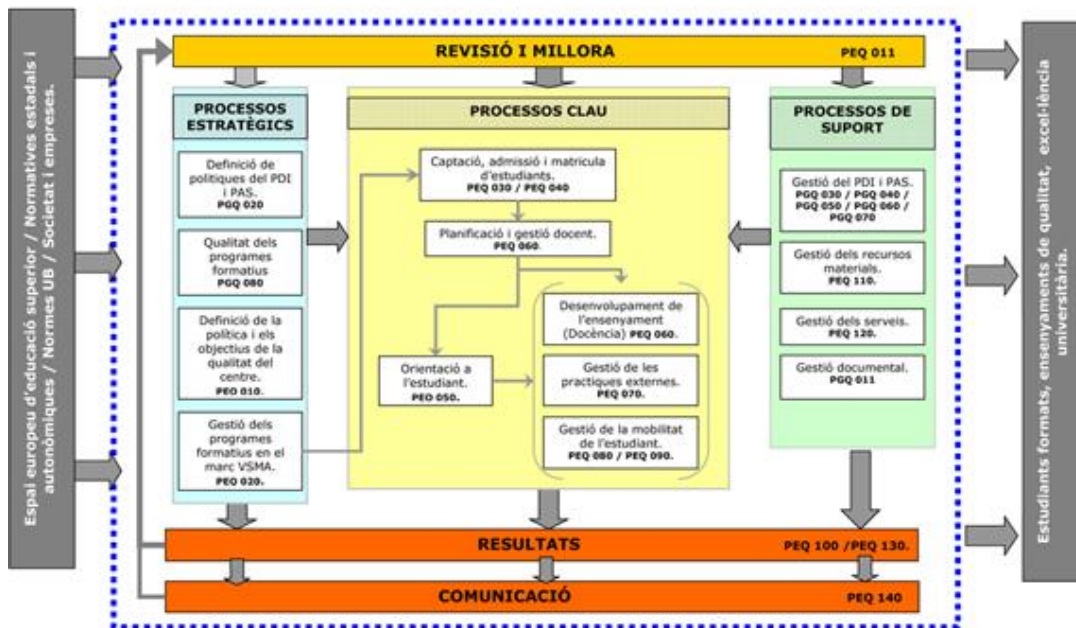 Espai europeu d'educació superior / Normatives estadals i
autonòmiques / Normes UB / Societat i empreses.
REVISIÓ I MILLORA
PEQ 011
PROCESSOS
ESTRATÈGICS
Definició de
politiques del PDI
i PAS.
PGQ 020
Qualitat dels
programes
formatius
PGQ 080
Definició de la
política i els
objectius de la
qualitat del
centre.
PEO 010.
Gestió dels
programes
formatius en el
marc VSMA.
PEO 020.
PROCESSOS CLAU
Captació, admissió i matricula
d'estudiants.
PEQ 030 / PEQ 040
Planificació i gestió docent.
PEQ 060.
Orientació a
l'estudiant.
PEO 050.
Desenvolupament de
l'ensenyament
(Docència) PEQ 060.
Gestió de les
practiques externes.
PEQ 070.
Gestió de la mobilitat
de l'estudiant.
PEQ 080 / PEQ 090.
PROCESSOS DE
SUPORT
Gestió del PDI i PAS.
PGQ 030 / PGQ 040 /
PGQ 050 / PGQ 060 /
PGQ 070
Gestió dels recursos
materials.
PEQ 110.
Gestió dels serveis.
PEQ 120.
Gestió documental.
PGQ 011
RESULTATS
PEQ 100 /PEQ 130.
COMUNICACIÓ
PEQ 140
Estudiants formats, ensenyaments de qualitat, excel·lència
universitària.